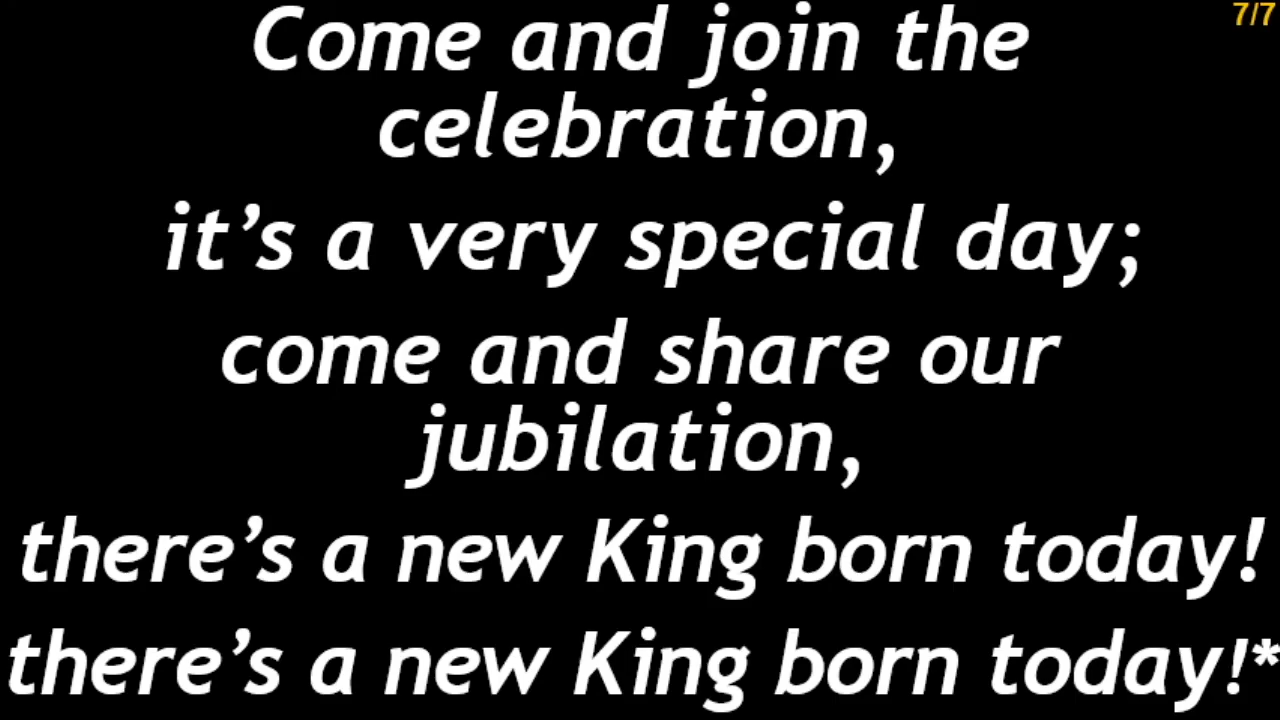 7/7
Come and join the
celebration,
it’s a very special day;
come and share our
jubilation,
there’s a new King born today!
there’s a new King born today!*